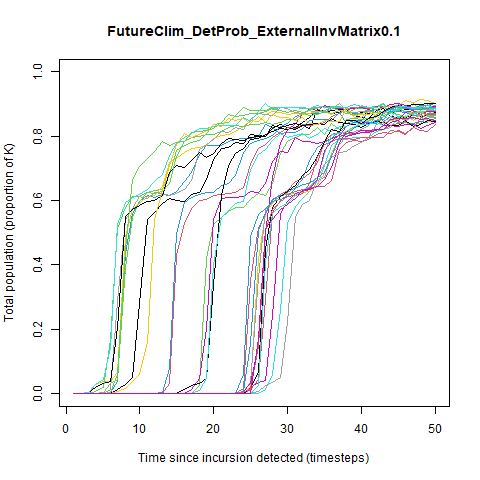 FutureClim_DetProb_ExternalInvMatrix0.1
Total population (proportion of K)
1.0
0.8
0.6
0.4
0.2
0.0
0 10 20 30 40 50
Time since incursion detected (timesteps)